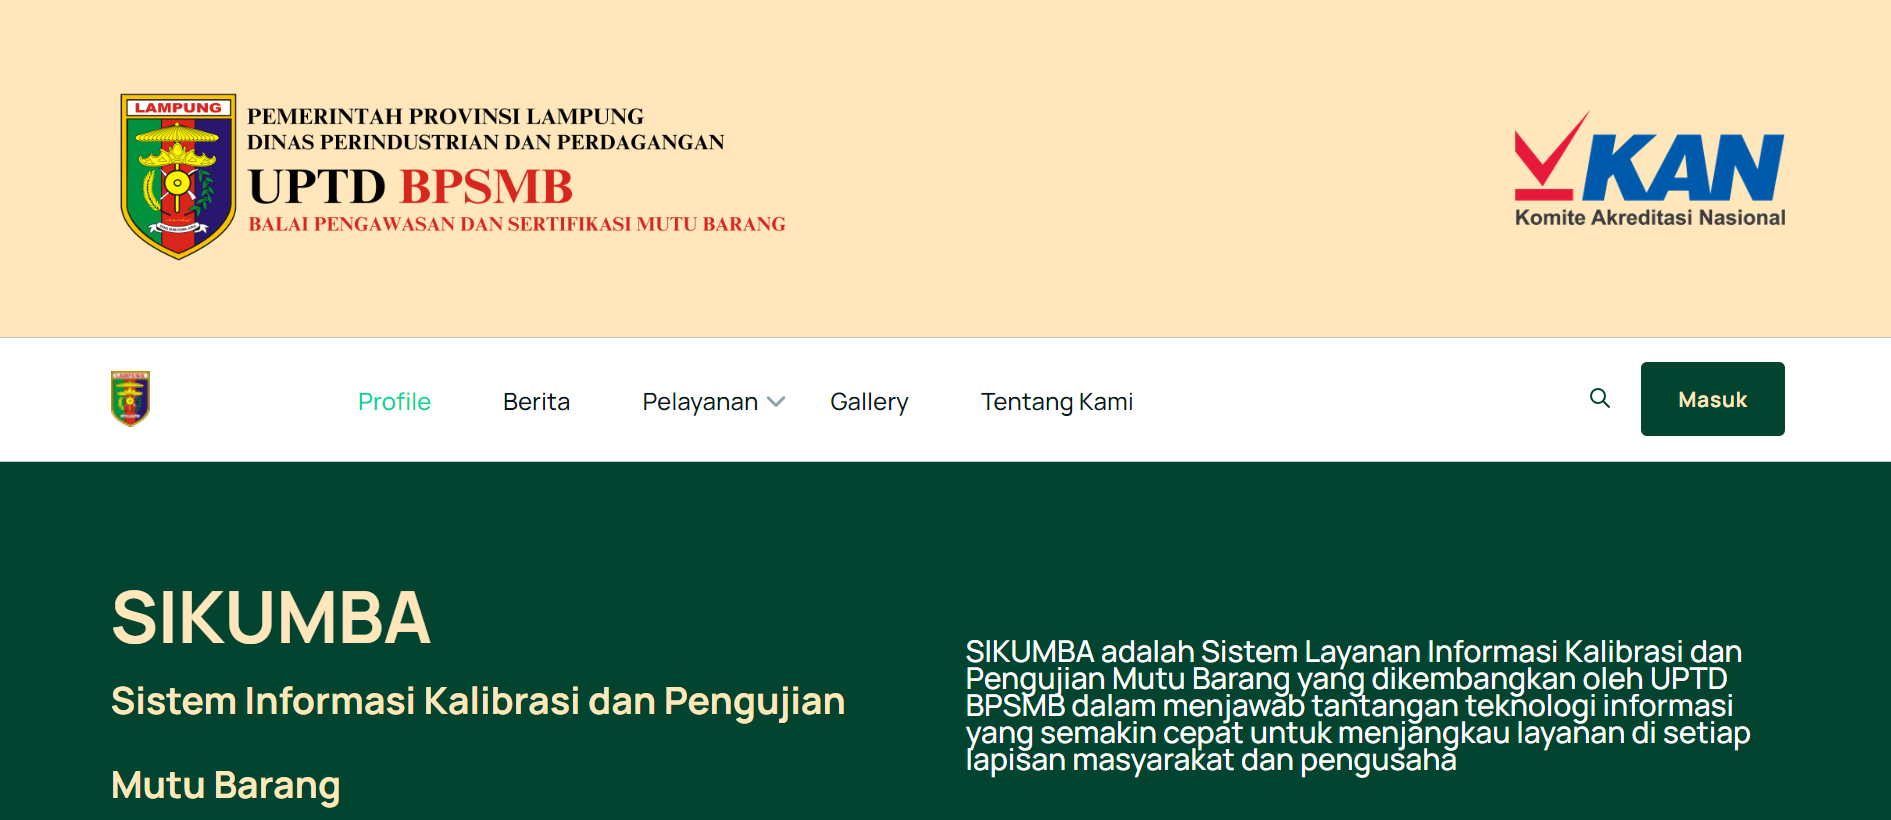 LAMPUNG
PEMERINTAH PROVINSI LAMPUNG
DINAS PERINDUSTRIAN DAN PERDAGANGAN
UPTD BPSMB
BALAI PENGAWASAN DAN SERTIFIKASI MUTU BARANG
KAN
Komite Akreditasi Nasional
Profile
Berita
Pelayanan
Gallery
Tentang Kami
Masuk
SIKUMBA
Sistem Informasi Kalibrasi dan Pengujian
Mutu Barang
SIKUMBA adalah Sistem Layanan Informasi Kalibrasi dan
Pengujian Mutu Barang yang dikembangkan oleh UPTD
BPSMB dalam menjawab tantangan teknologi informasi
yang semakin cepat untuk menjangkau layanan di setiap
lapisan masyarakat dan pengusaha